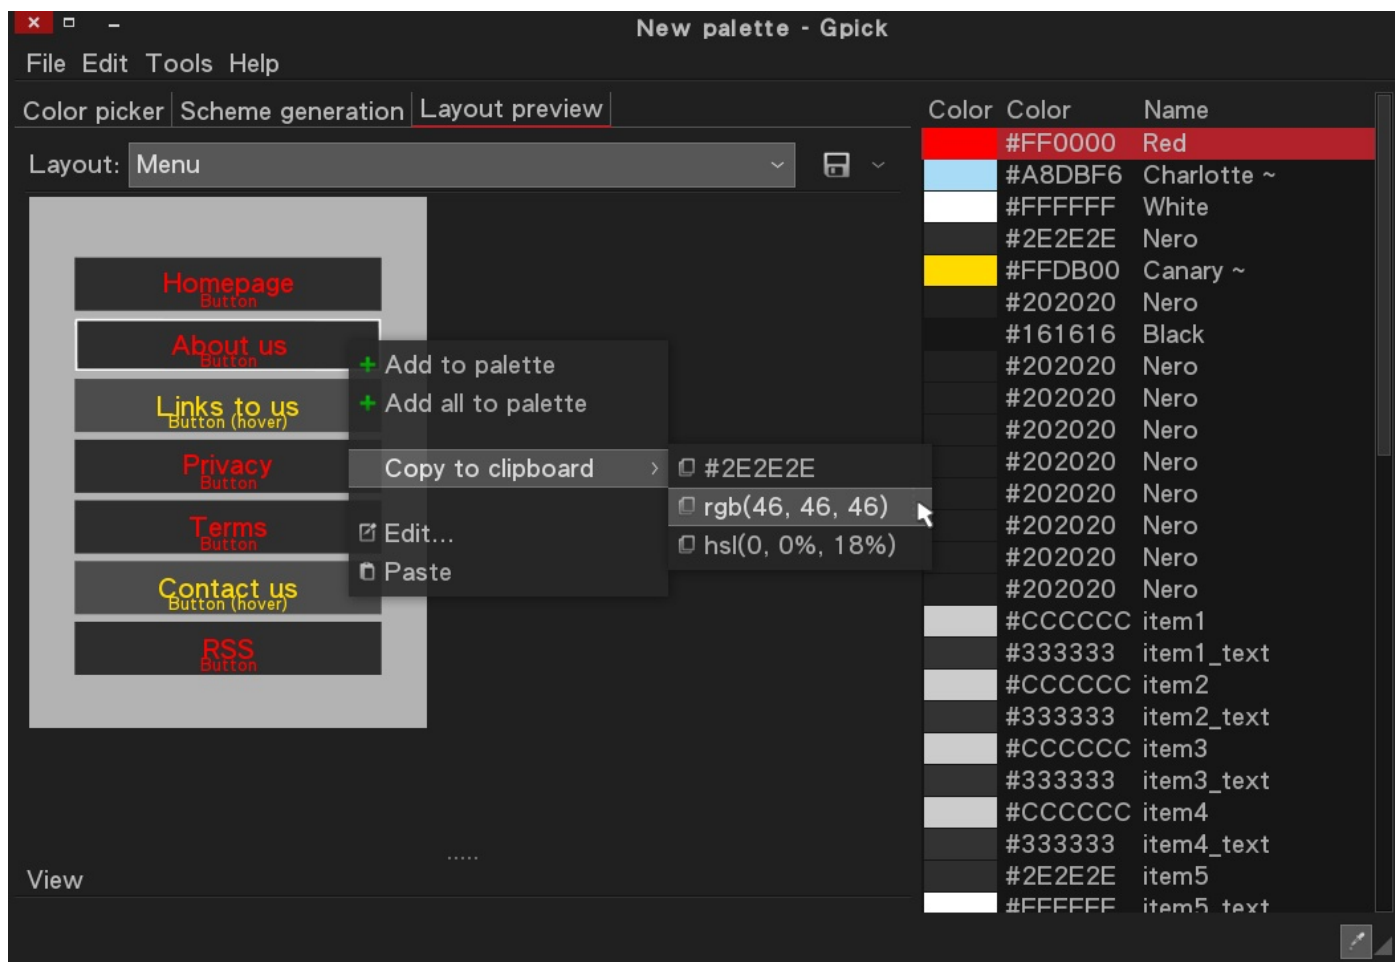 New palette - Gpick
File Edit Tools Help
Color picker Scheme generation Layout preview
Layout: Menu
Homepage
Button
About us
Button
Links to us
Button (hover)
Privacy
Button
Terms
Button
Contact us
Button (hover)
RSS
Button
Add to palette
Add all to palette
Copy to clipboard
Edit...
Paste
#2E2E2E
rgb(46, 46, 46)
hsl(0, 0%, 18%)
View
Color Color Name
#FF0000 Red
#A8DBF6 Charlotte ~
#FFFFFF White
#2E2E2E Nero
#FFDB00 Canary ~
#202020 Nero
#161616 Black
#202020 Nero
#202020 Nero
#202020 Nero
#202020 Nero
#202020 Nero
#202020 Nero
#202020 Nero
#202020 Nero
#CCCCCC item1
#333333 item1_text
#CCCCCC item2
#333333 item2_text
#CCCCCC item3
#333333 item3_text
#CCCCCC item4
#333333 item4_text
#2E2E2E item5
#FFFFFF item5_text